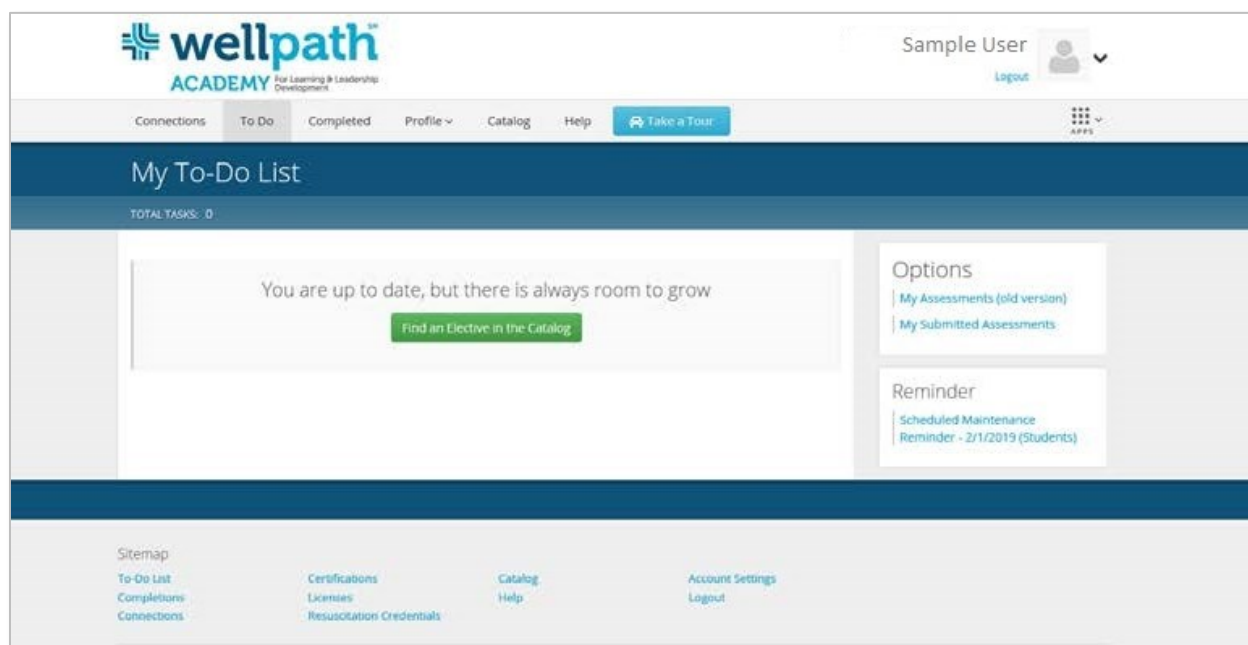 wellpath SM
ACADEMY For Learning & Leadership
Development
Sample User
Logout
Connections To Do Completed Profile Catalog Help Take a Tour
APPS
My To-Do List
TOTAL TASKS: 0
You are up to date, but there is always room to grow
Find an Elective in the Catalog
Options
My Assessments (old version)
My Submitted Assessments
Reminder
Scheduled Maintenance
Reminder - 2/1/2019 (Students)
Sitemap
To-Do List Certifications Catalog Account Settings
Completions Licenses Help Logout
Connections Resuscitation Credentials